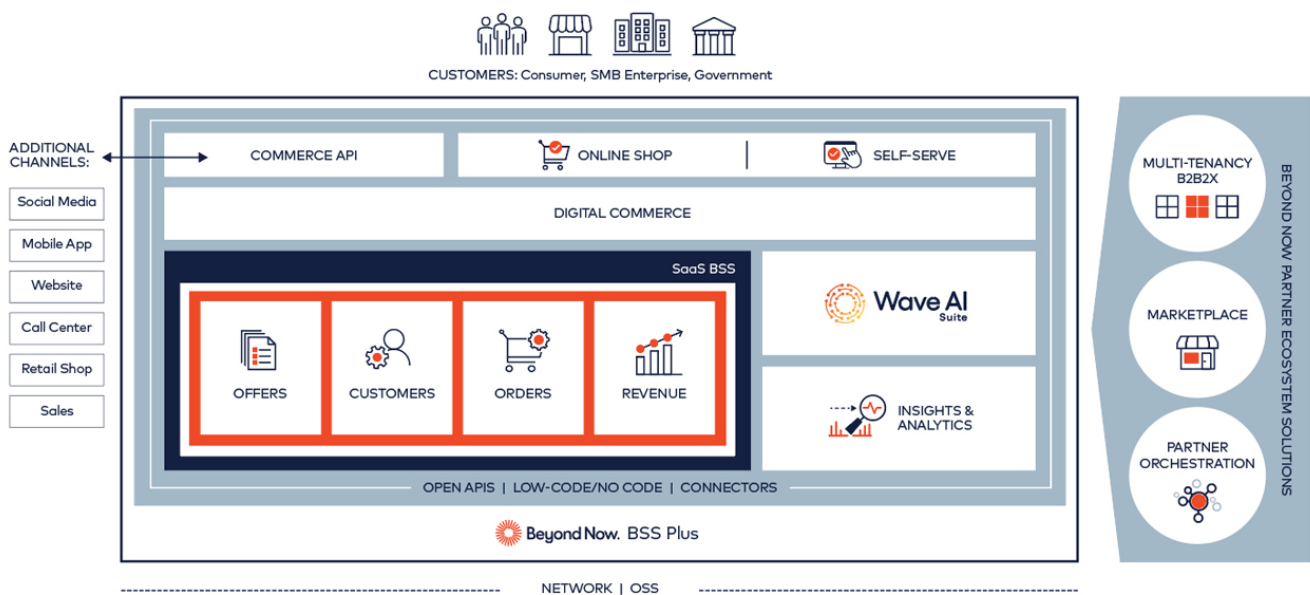 CUSTOMERS: Consumer, SMB Enterprise, Government
ADDITIONAL
CHANNELS:
Social Media
Mobile App
Website
Call Center
Retail Shop
Sales
COMMERCE API
ONLINE SHOP
SELF-SERVE
DIGITAL COMMERCE
SaaS BSS
OFFERS
CUSTOMERS
ORDERS
REVENUE
Wave AI
Suite
INSIGHTS &
ANALYTICS
OPEN APIS | LOW-CODE/NO CODE | CONNECTORS
Beyond Now. BSS Plus
NETWORK | OSS
MULTI-TENANCY
B2B2X
MARKETPLACE
PARTNER
ORCHESTRATION
BEYOND NOW PARTNER ECOSYSTEM SOLUTIONS